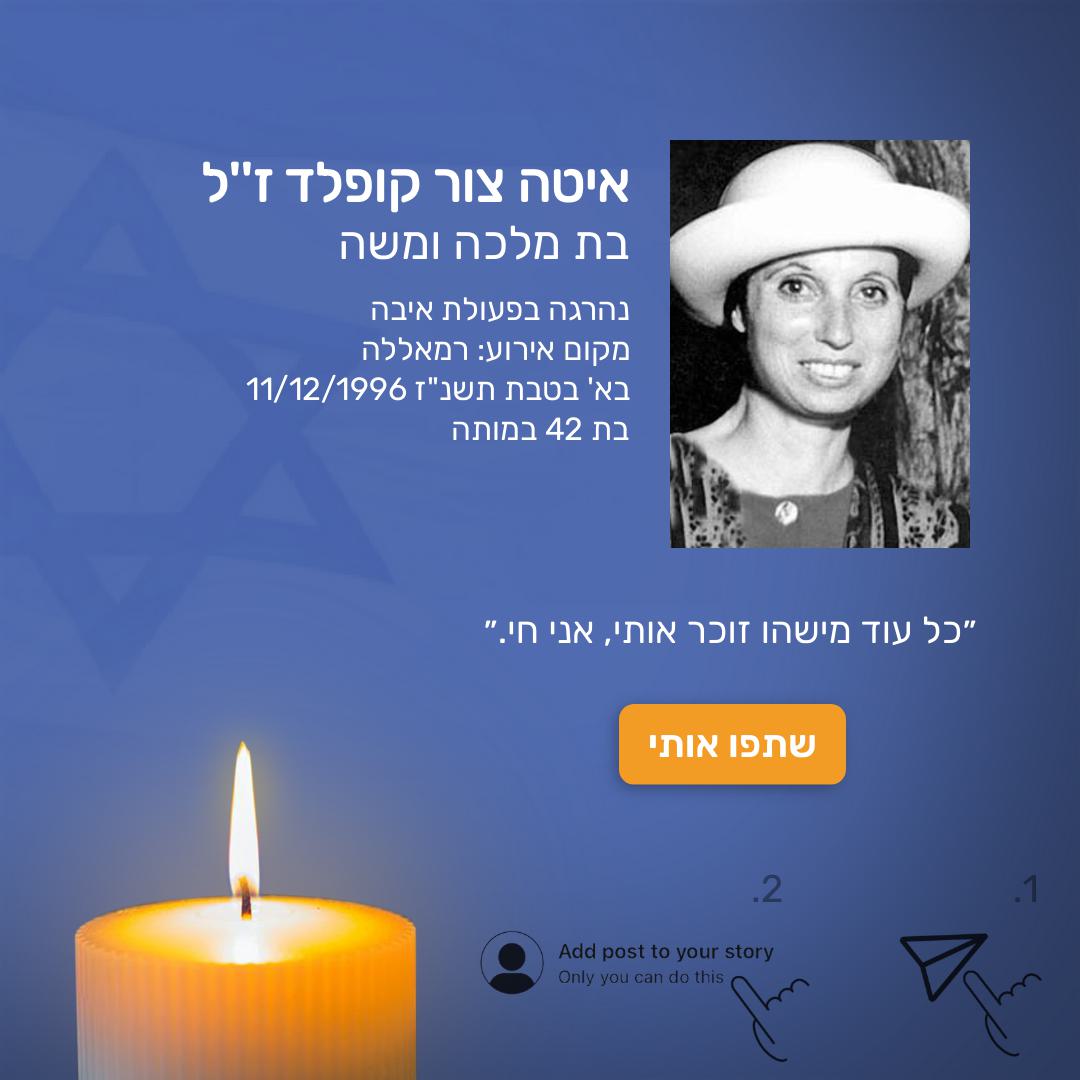 איטה צור קופלד ז''ל
בת מלכה ומשה
נהרגה בפעולת איבה
מקום אירוע: רמאללה
בא' בטבת תשנ"ז 11/12/1996
בת 42 במותה
״כל עוד מישהו זוכר אותי, אני חי.״
שתפו אותי
1.
2.
Add post to your story
Only you can do this